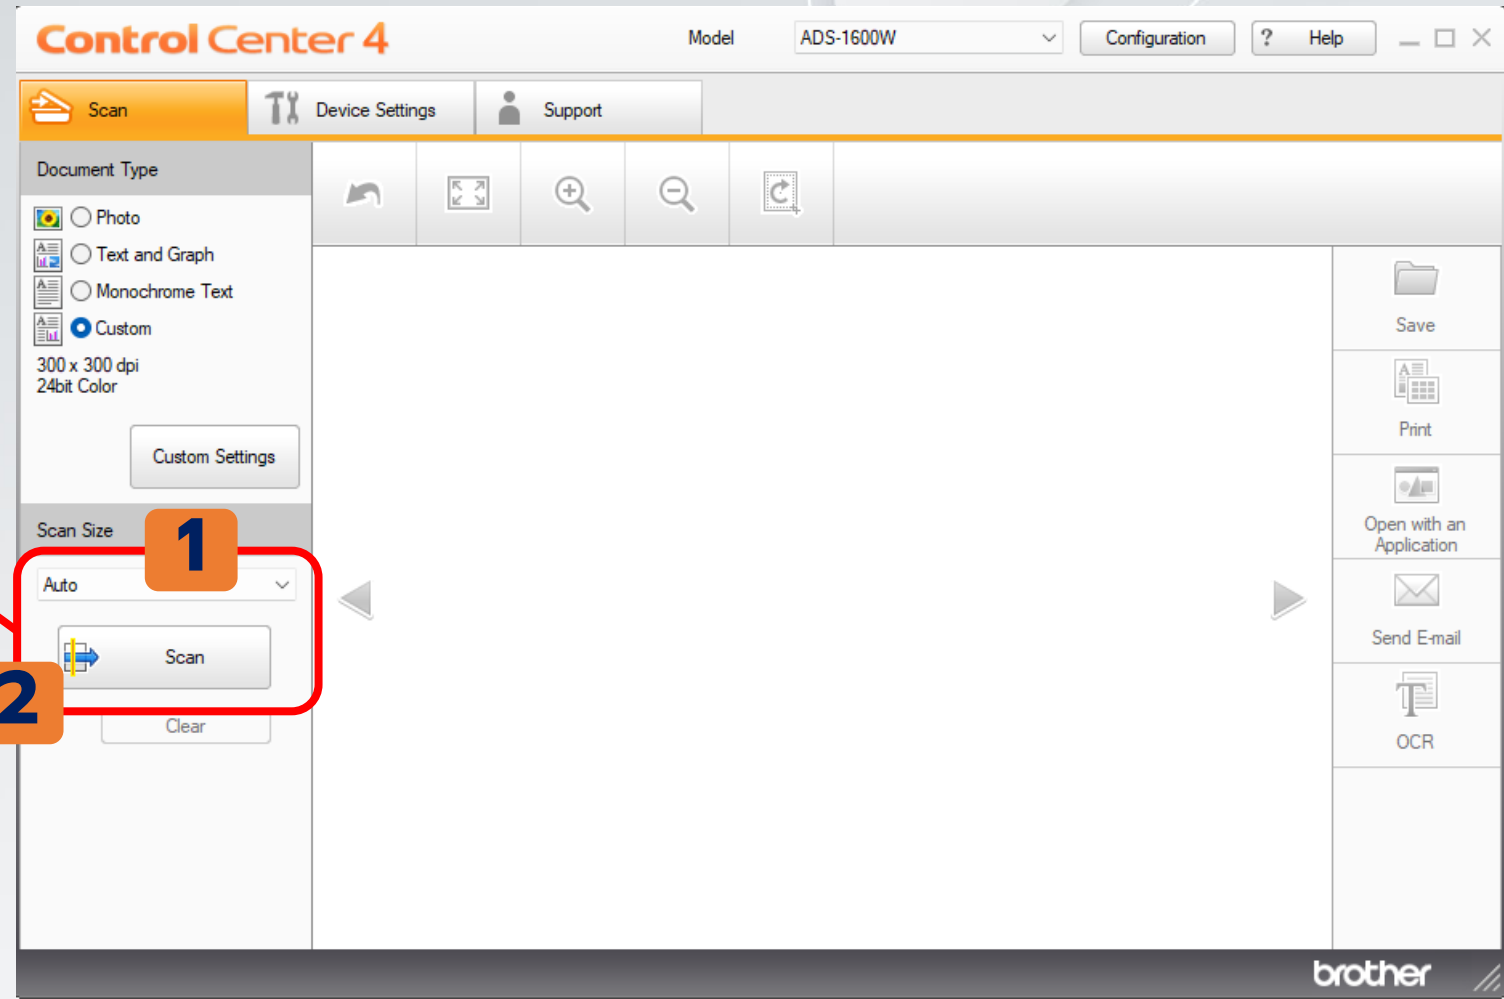 Control Center 4
Model
ADS-1600W
Configuration
? Help
Scan
Device Settings
Support
Document Type
Photo
Text and Graph
Monochrome Text
Custom
300 x 300 dpi
24bit Color
Custom Settings
Scan Size
1
Auto
Scan
2
Clear
Save
Print
Open with an
Application
Send E-mail
OCR
brother